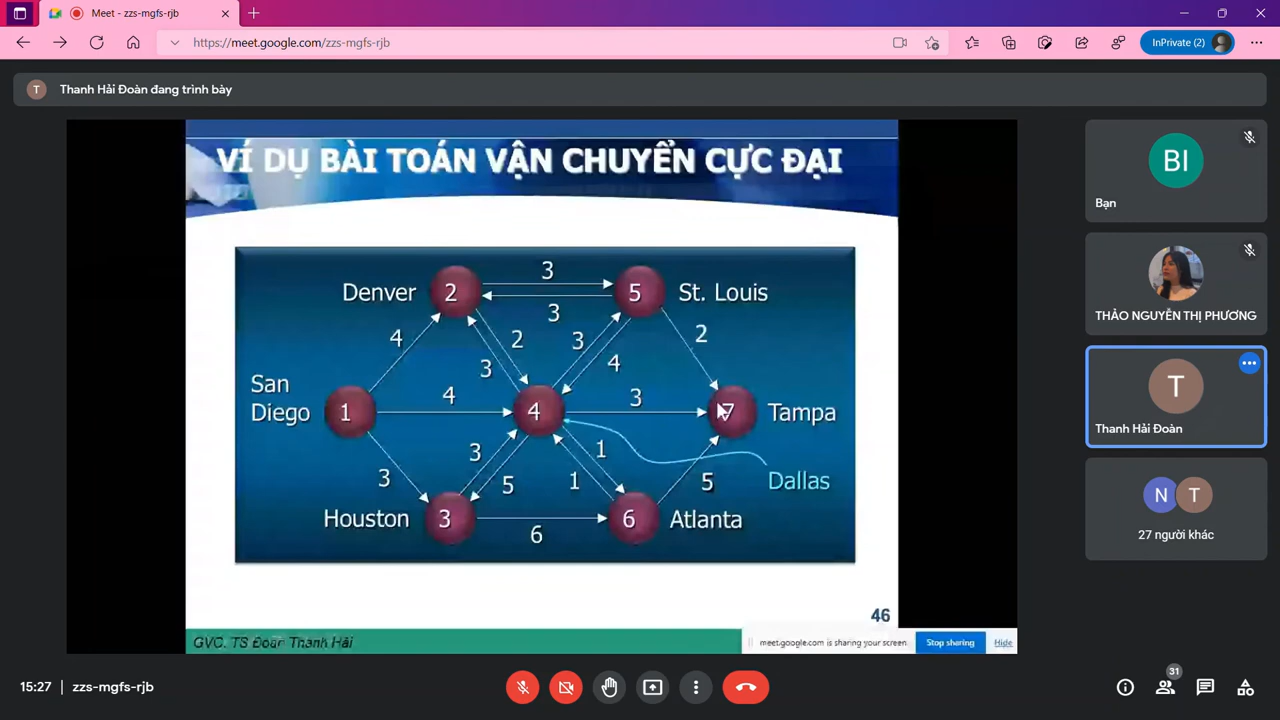 Meet - zzs-mgfs-rjb
https://meet.google.com/zzs-mgfs-rjb
InPrivate (2)
T
Thanh Hải Đoàn đang trình bày
VÍ DỤ BÀI TOÁN VẬN CHUYỂN CỰC ĐẠI
3
Denver
2
5
St. Louis
3
4
2
3
2
3
4
San
Diego
1
4
4
3
7
Tampa
3
3
5
1
1
5
Dallas
Houston
3
6
6
Atlanta
46
GVC. TS Đoàn Thanh Hải
meet.google.com is sharing your screen.
Stop sharing
Hide
BI
Bạn
THẢO NGUYỄN THỊ PHƯƠNG
T
Thanh Hải Đoàn
N
T
27 người khác
15:27 | zzs-mgfs-rjb
31